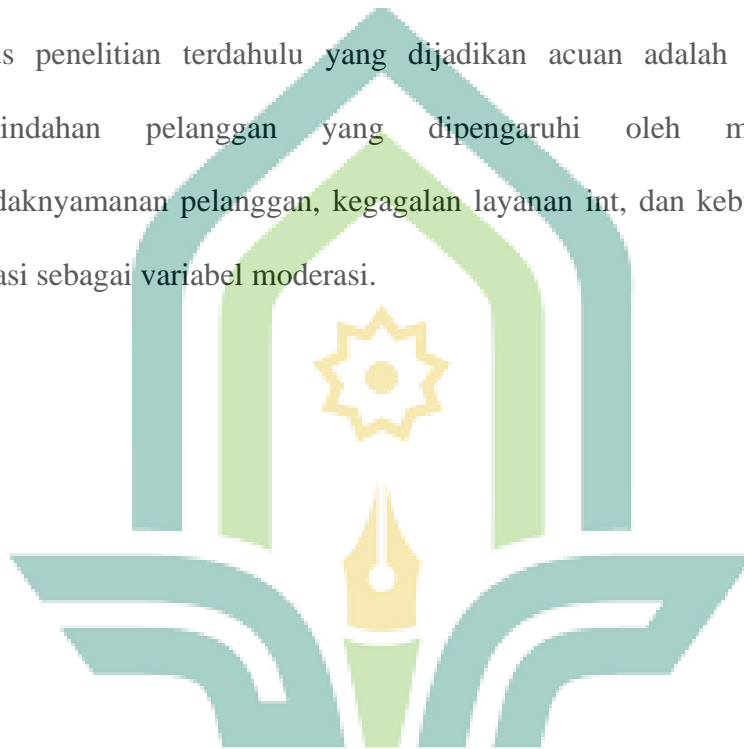 s penelitian terdahulu yang dijadikan acuan adalah
indahan pelanggan yang dipengaruhi oleh m
daknyamanan pelanggan, kegagalan layanan int, dan keb
asi sebagai variabel moderasi.